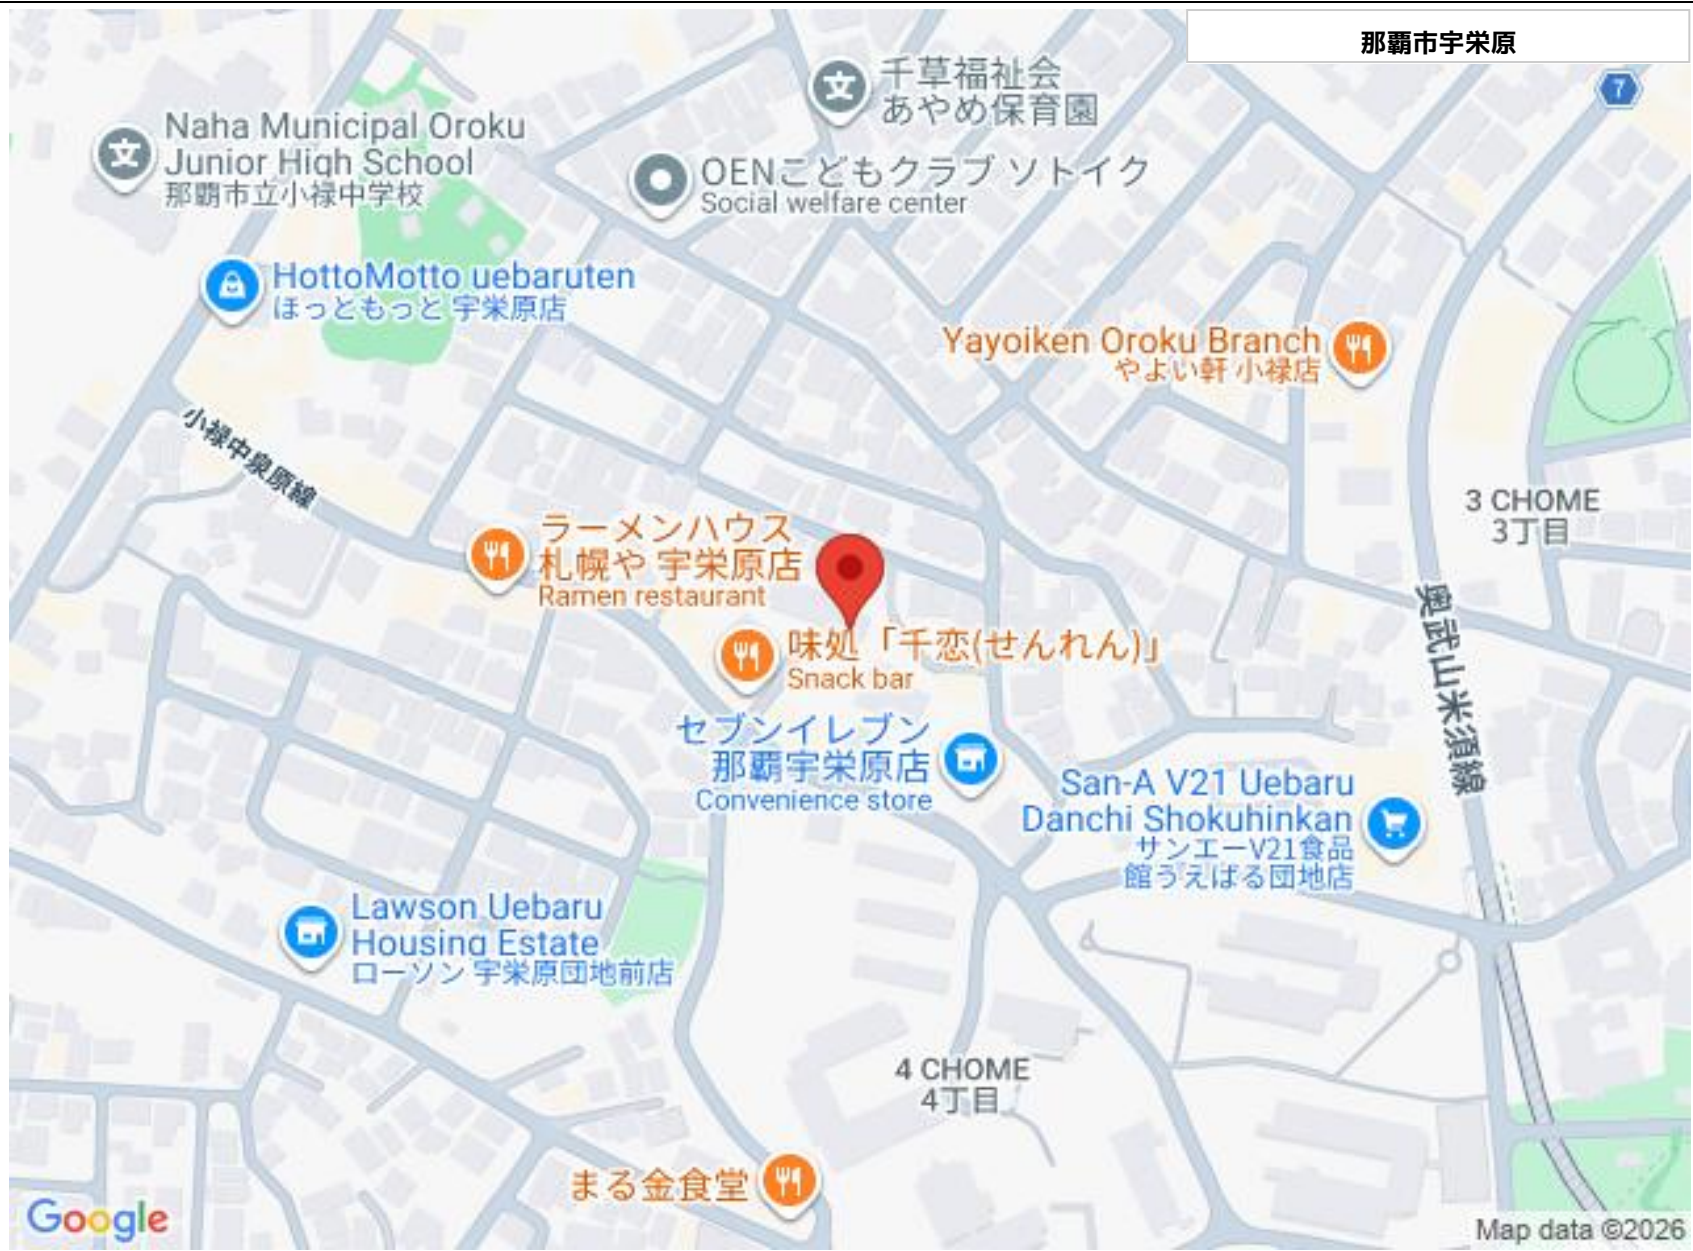 那覇市宇栄原
7
千草福祉会
あやめ保育園
Naha Municipal Oroku
Junior High School
那覇市立小禄中学校
OENこどもクラブ ソトイク
Social welfare center
HottoMotto uebaruten
ほっともっと 宇栄原店
Yayoiken Oroku Branch
やよい軒 小禄店
小禄中泉原線
3 CHOME
3丁目
ラーメンハウス
札幌や 宇栄原店
Ramen restaurant
味処「千恋(せんれん)」
Snack bar
奥武山米須線
セブンイレブン
那覇宇栄原店
Convenience store
San-A V21 Uebaru
Danchi Shokuhinkan
サンエーV21食品
館うえばる団地店
Lawson Uebaru
Housing Estate
ローソン 宇栄原団地前店
4 CHOME
4丁目
まる金食堂
Google
Map data ©2026